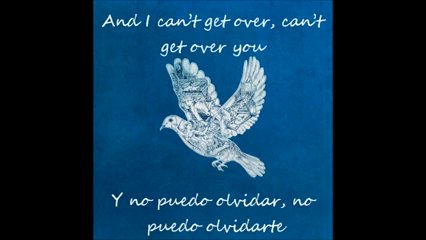 And I can't get over, can't
get over you
Y no puedo olvidar, no
puedo olvidarte